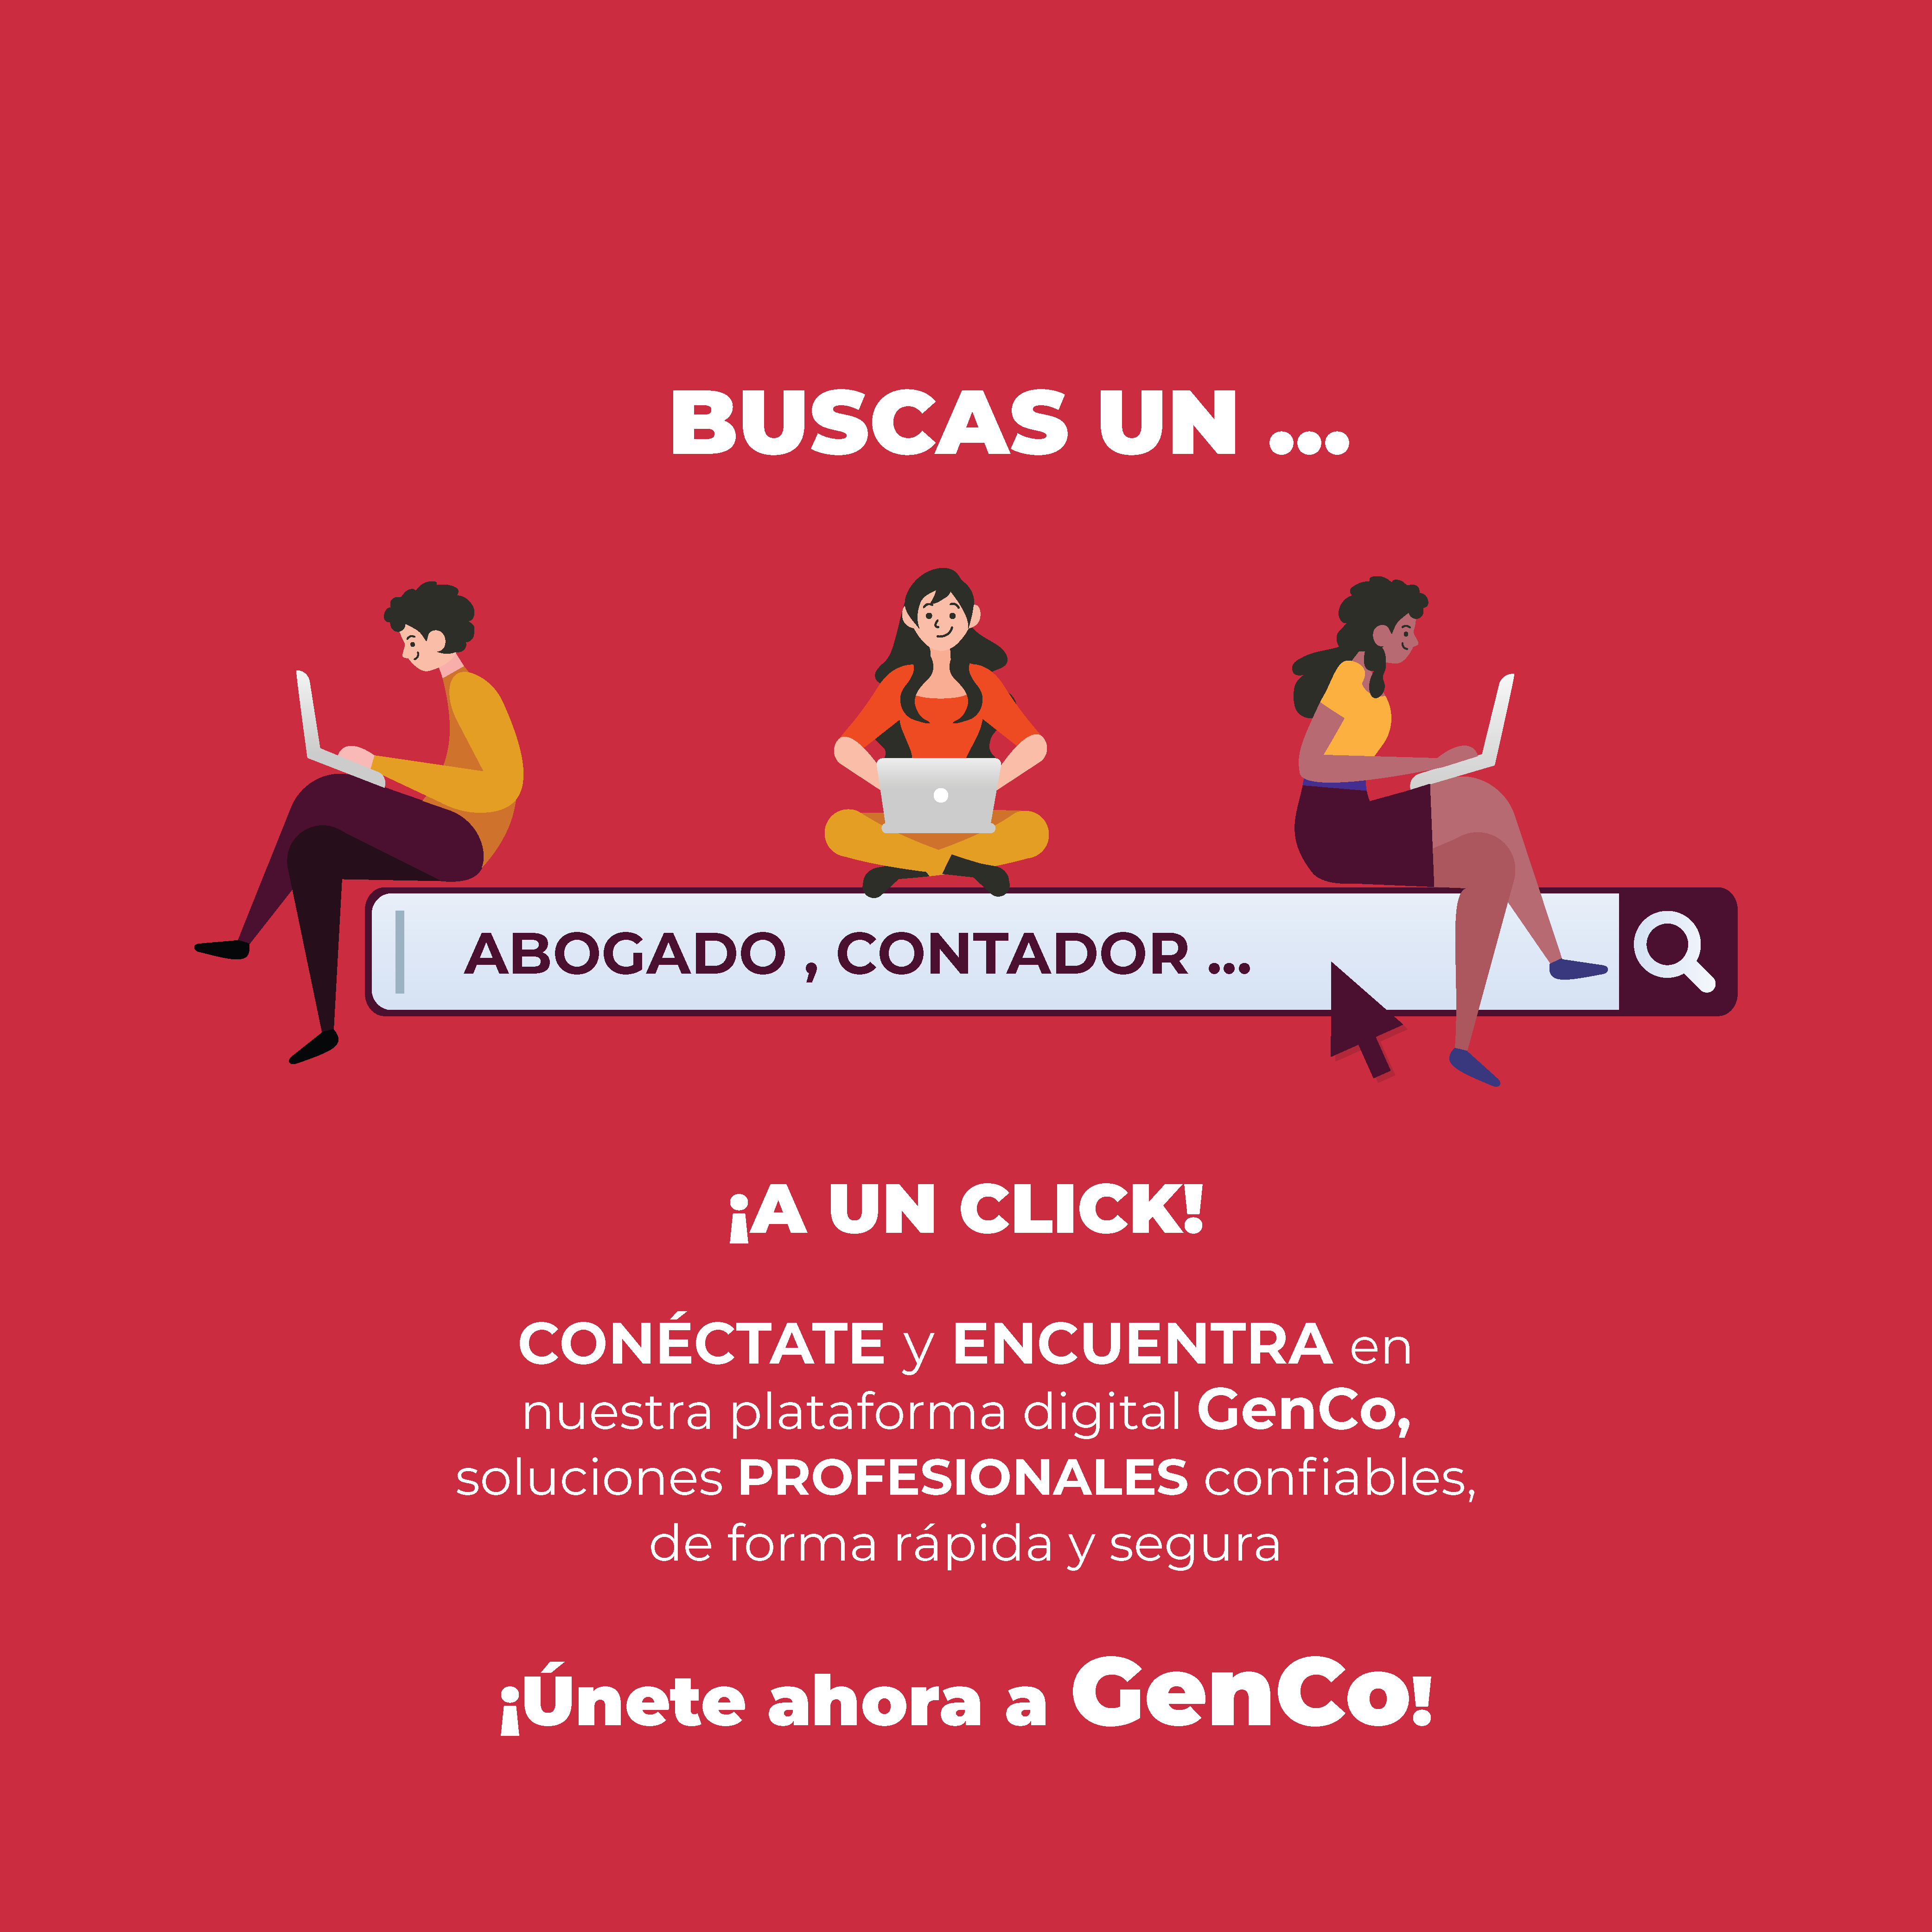 BUSCAS UN ...
ABOGADO , CONTADOR ...
¡A UN CLICK!
CONÉCTATE y ENCUENTRA en
nuestra plataforma digital GenCo,
soluciones PROFESIONALES confiables,
de forma rápida y segura
¡Únete ahora a GenCo!